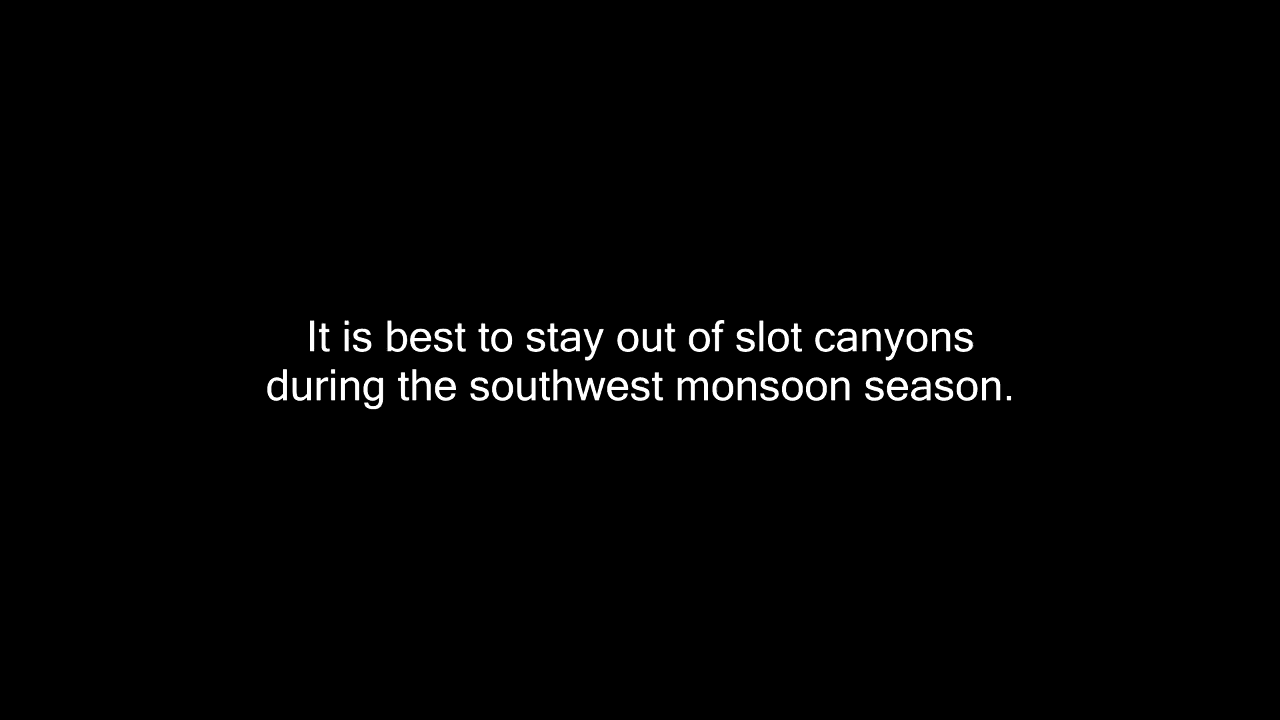 It is best to stay out of slot canyons
during the southwest monsoon season.